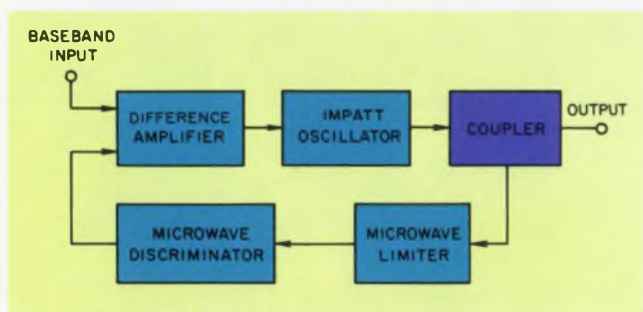 BASEBAND
INPUT
DIFFERENCE
AMPLIFIER
IMPATT
OSCILLATOR
COUPLER
OUTPUT
MICROWAVE
DISCRIMINATOR
MICROWAVE
LIMITER